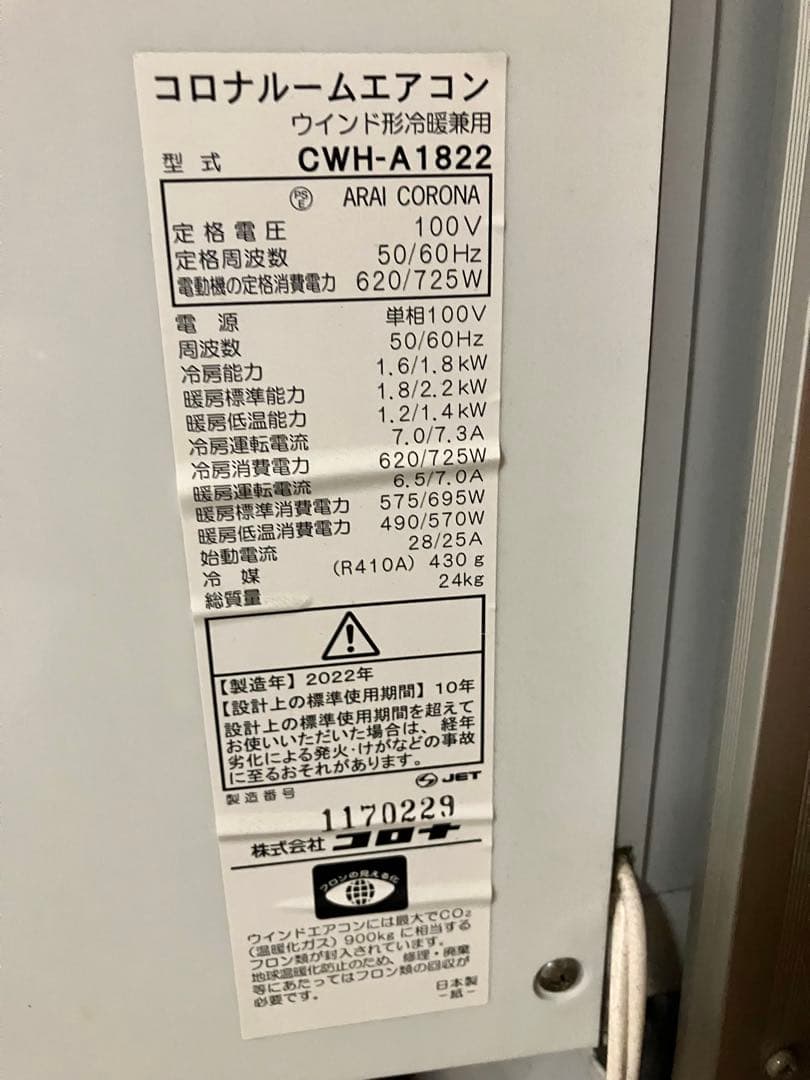 コロナルームエアコン
ウインド形冷暖兼用
型式 CWH-A1822
PS E ARAI CORONA
定格電圧 100V
定格周波数 50/60Hz
電動機の定格消費電力 620/725W
電源 単相100V
周波数 50/60Hz
冷房能力 1.6/1.8kW
暖房標準能力 1.8/2.2kW
暖房低温能力 1.2/1.4kW
冷房運転電流 7.0/7.3A
冷房消費電力 620/725W
暖房運転電流 6.5/7.0A
暖房標準消費電力 575/695W
暖房低温消費電力 490/570W
始動電流 28/25A
冷媒 (R410A) 430g
総質量 24kg
【製造年】2022年
【設計上の標準使用期間】10年
設計上の標準使用期間を超えて
お使いいただいた場合は、経年
劣化による発火・けがなどの事故
に至るおそれがあります。
JET
製造番号
1170229
株式会社 コロナ
フロンの見える化
ウインドエアコンには最大でCO₂
(温暖化ガス)900kgに相当する
フロン類が封入されています。
地球温暖化防止のため、修理・廃棄
等にあたってはフロン類の回収が
必要です。
日本製
-紙-